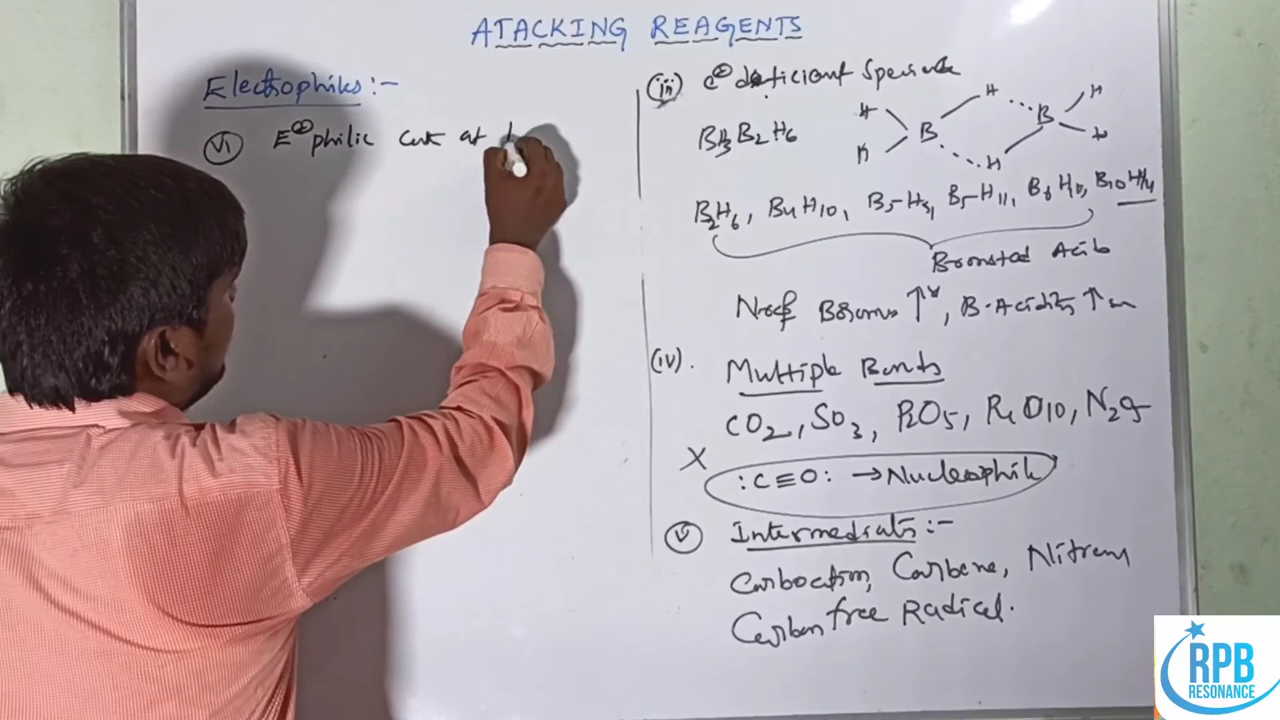 ATACKING REAGENTS
Electrophiles :-
(vi) E⊕philic at
(iii) e⊖ deficient Species
BH3 B2H6
H H H
B B
H H H
B2H6, B4H10, B5H9, B5H11, B6H10, B10H14
Bronsted Acids
No of Borons ↑, B-Acidity ↑
(iv). Multiple Bonds
CO2, SO3, P2O5, P4O10, N2O5
X :C≡O: → Nucleophile
(v) Intermediates :-
Carbocation, Carbene, Nitrene
Carbon free Radical.
RPB
RESONANCE